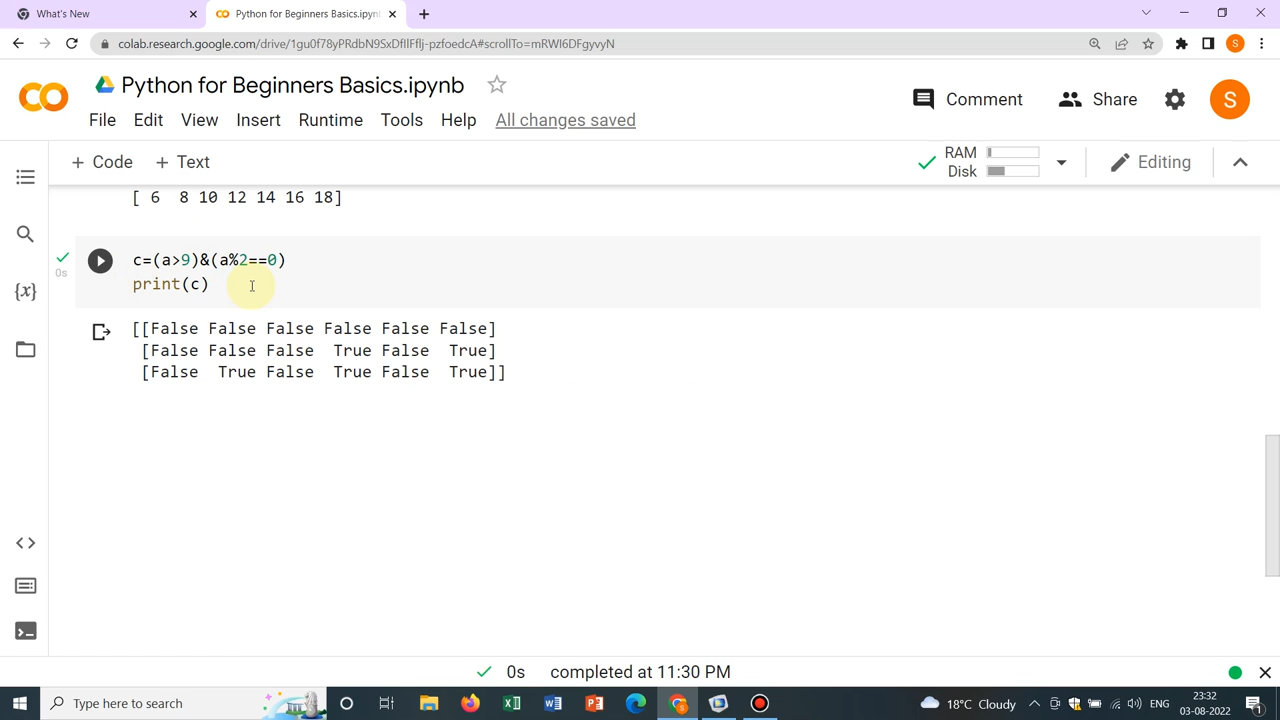 What's New
Python for Beginners Basics.ipynb
colab.research.google.com/drive/1gu0f78yPRdbN9SxDfIlFflj-pzfoedcA#scrollTo=mRWI6DFgyvyN
S
CO
Python for Beginners Basics.ipynb
Comment
Share
S
File Edit View Insert Runtime Tools Help All changes saved
+ Code + Text
RAM
Disk
Editing
[ 6 8 10 12 14 16 18]
c=(a>9)&(a%2==0)
0s
print(c)
{x}
[[False False False False False False]
[False False False True False True]
[False True False True False True]]
0s completed at 11:30 PM
Type here to search
18°C Cloudy
ENG
23:32
03-08-2022
1